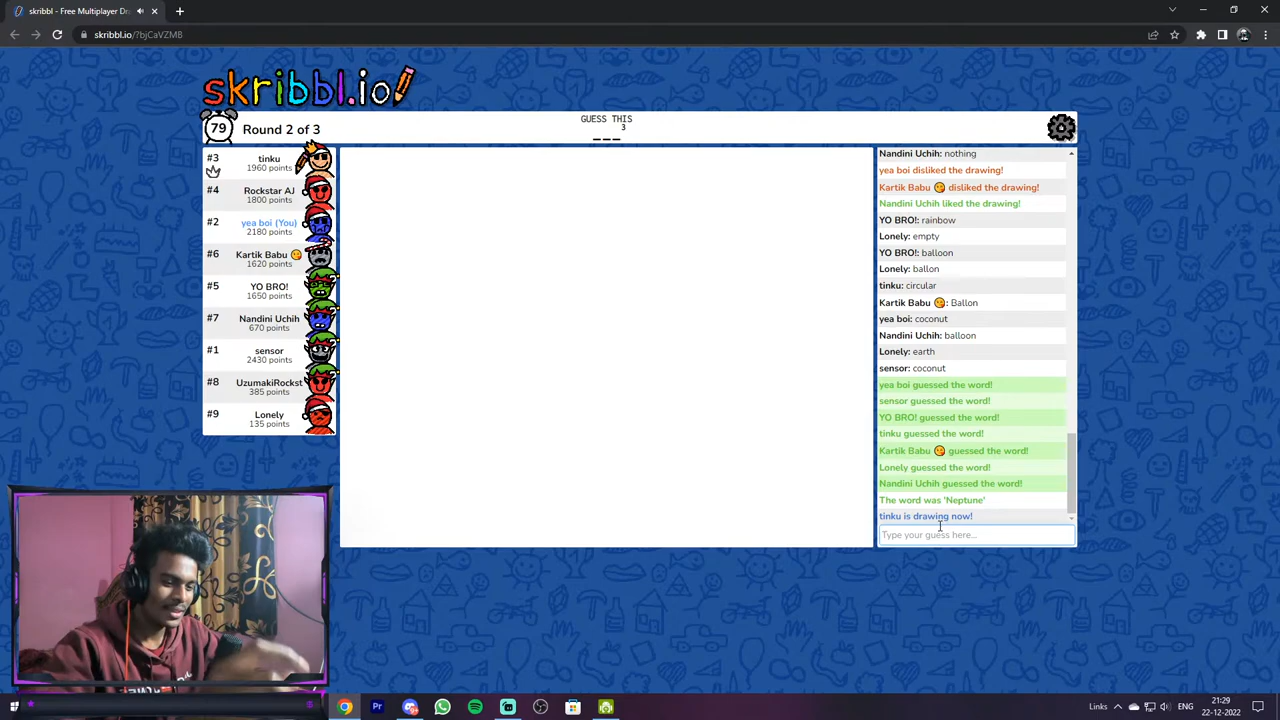 skribbl - Free Multiplayer Dr
skribbl.io/?bjCaVZM8
skribbl.io
79
Round 2 of 3
GUESS THIS
3
___
#3
tinku
1960 points
#4
Rockstar AJ
1800 points
#2
yea boi (You)
2180 points
#6
Kartik Babu 😋
1620 points
#5
YO BRO!
1650 points
#7
Nandini Uchih
670 points
#1
sensor
2430 points
#8
UzumakiRockst
385 points
#9
Lonely
135 points
Nandini Uchih: nothing
yea boi disliked the drawing!
Kartik Babu 😋 disliked the drawing!
Nandini Uchih liked the drawing!
YO BRO!: rainbow
Lonely: empty
YO BRO!: balloon
Lonely: ballon
tinku: circular
Kartik Babu 😋: Ballon
yea boi: coconut
Nandini Uchih: balloon
Lonely: earth
sensor: coconut
yea boi guessed the word!
sensor guessed the word!
YO BRO! guessed the word!
tinku guessed the word!
Kartik Babu 😋 guessed the word!
Lonely guessed the word!
Nandini Uchih guessed the word!
The word was 'Neptune'
tinku is drawing now!
Type your guess here...
Links
ENG
21:29
22-12-2022